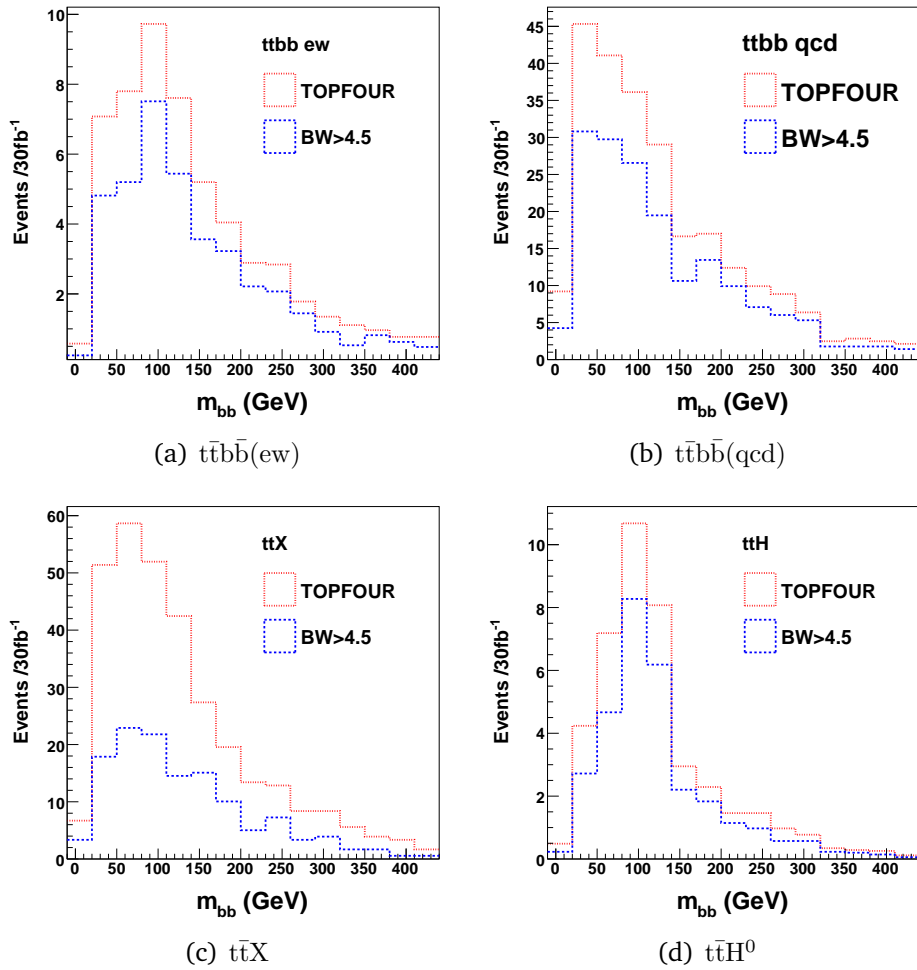 Events /30fb⁻¹
10
8
6
4
2
ttbb ew
TOPFOUR
BW>4.5
0 50 100 150 200 250 300 350 400
m_bb (GeV)
(a) tt̄bb̄(ew)
Events /30fb⁻¹
45
40
35
30
25
20
15
10
5
0
ttbb qcd
TOPFOUR
BW>4.5
0 50 100 150 200 250 300 350 400
m_bb (GeV)
(b) tt̄bb̄(qcd)
Events /30fb⁻¹
60
50
40
30
20
10
0
ttX
TOPFOUR
BW>4.5
0 50 100 150 200 250 300 350 400
m_bb (GeV)
(c) tt̄X
Events /30fb⁻¹
10
8
6
4
2
0
ttH
TOPFOUR
BW>4.5
0 50 100 150 200 250 300 350 400
m_bb (GeV)
(d) tt̄H⁰